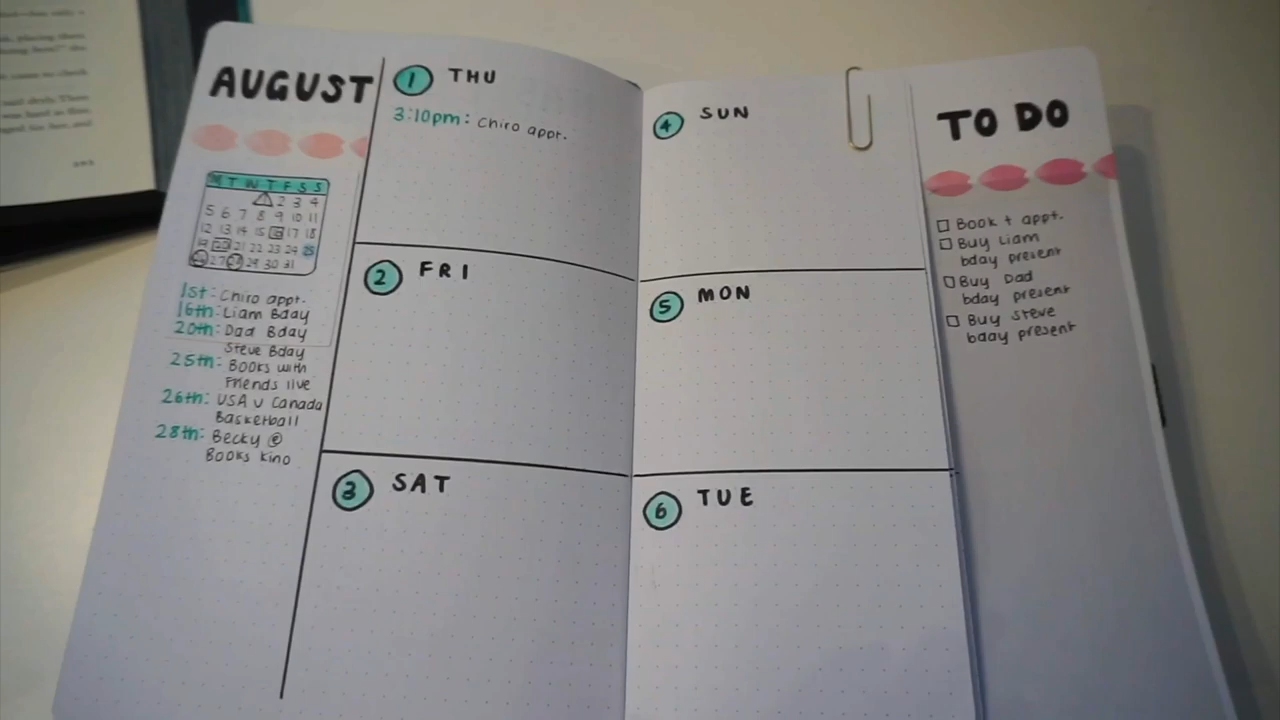 AUGUST
M T W T F S S
1 2 3 4
5 6 7 8 9 10 11
12 13 14 15 16 17 18
19 20 21 22 23 24 25
26 27 28 29 30 31
1st: Chiro appt.
16th: Liam Bday
20th: Dad Bday
Steve Bday
25th: Books with
Friends live
26th: USA v Canada
Basketball
28th: Becky @
Books Kino
1 THU
3:10pm: Chiro appt.
2 FRI
3 SAT
4 SUN
5 MON
6 TUE
TO DO
Book t appt.
Buy Liam
bday present
Buy Dad
bday present
Buy Steve
bday present